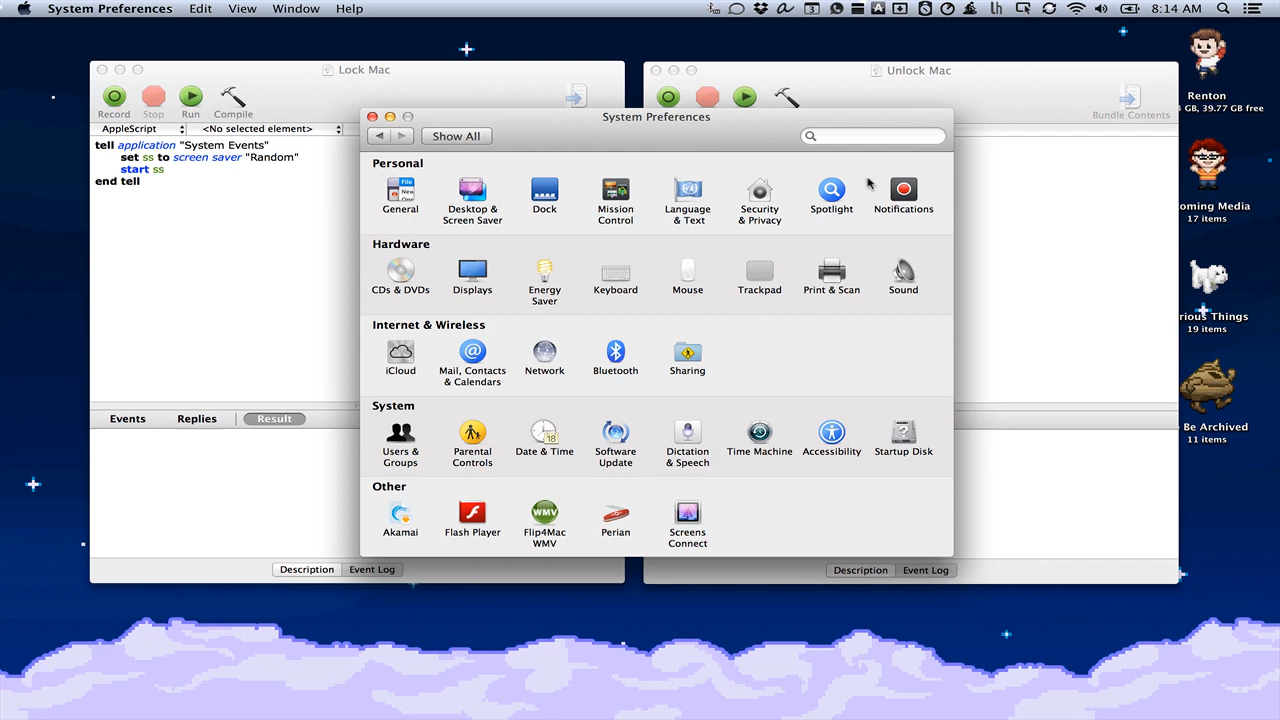 System Preferences Edit View Window Help
8:14 AM
Lock Mac
Record Stop Run Compile
AppleScript <No selected element>
tell application "System Events"
set ss to screen saver "Random"
start ss
end tell
Events Replies Result
Description Event Log
Unlock Mac
Bundle Contents
Description Event Log
System Preferences
Show All
Personal
General
Desktop & Screen Saver
Dock
Mission Control
Language & Text
Security & Privacy
Spotlight
Notifications
Hardware
CDs & DVDs
Displays
Energy Saver
Keyboard
Mouse
Trackpad
Print & Scan
Sound
Internet & Wireless
iCloud
Mail, Contacts & Calendars
Network
Bluetooth
Sharing
System
Users & Groups
Parental Controls
Date & Time
Software Update
Dictation & Speech
Time Machine
Accessibility
Startup Disk
Other
Akamai
Flash Player
Flip4Mac WMV
Perian
Screens Connect
Renton
GB, 39.77 GB free
oming Media
17 items
rious Things
19 items
Be Archived
11 items